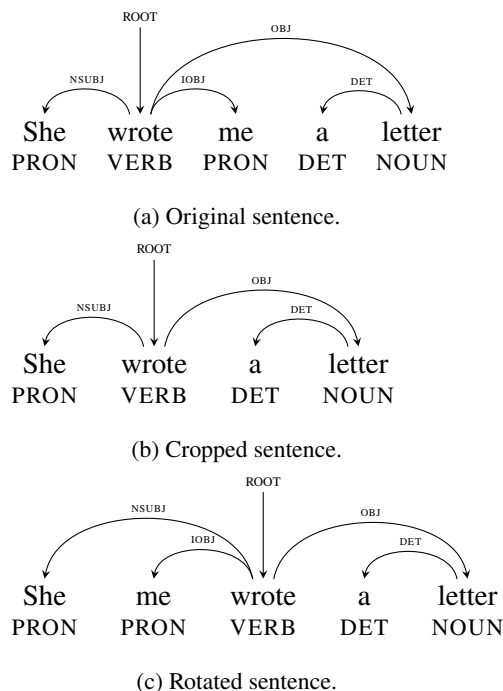 ROOT
OBJ
NSUBJ IOBJ DET
She wrote me a letter
PRON VERB PRON DET NOUN
(a) Original sentence.
ROOT
OBJ
NSUBJ DET
She wrote a letter
PRON VERB DET NOUN
(b) Cropped sentence.
ROOT
NSUBJ OBJ
IOBJ DET
She me wrote a letter
PRON PRON VERB DET NOUN
(c) Rotated sentence.